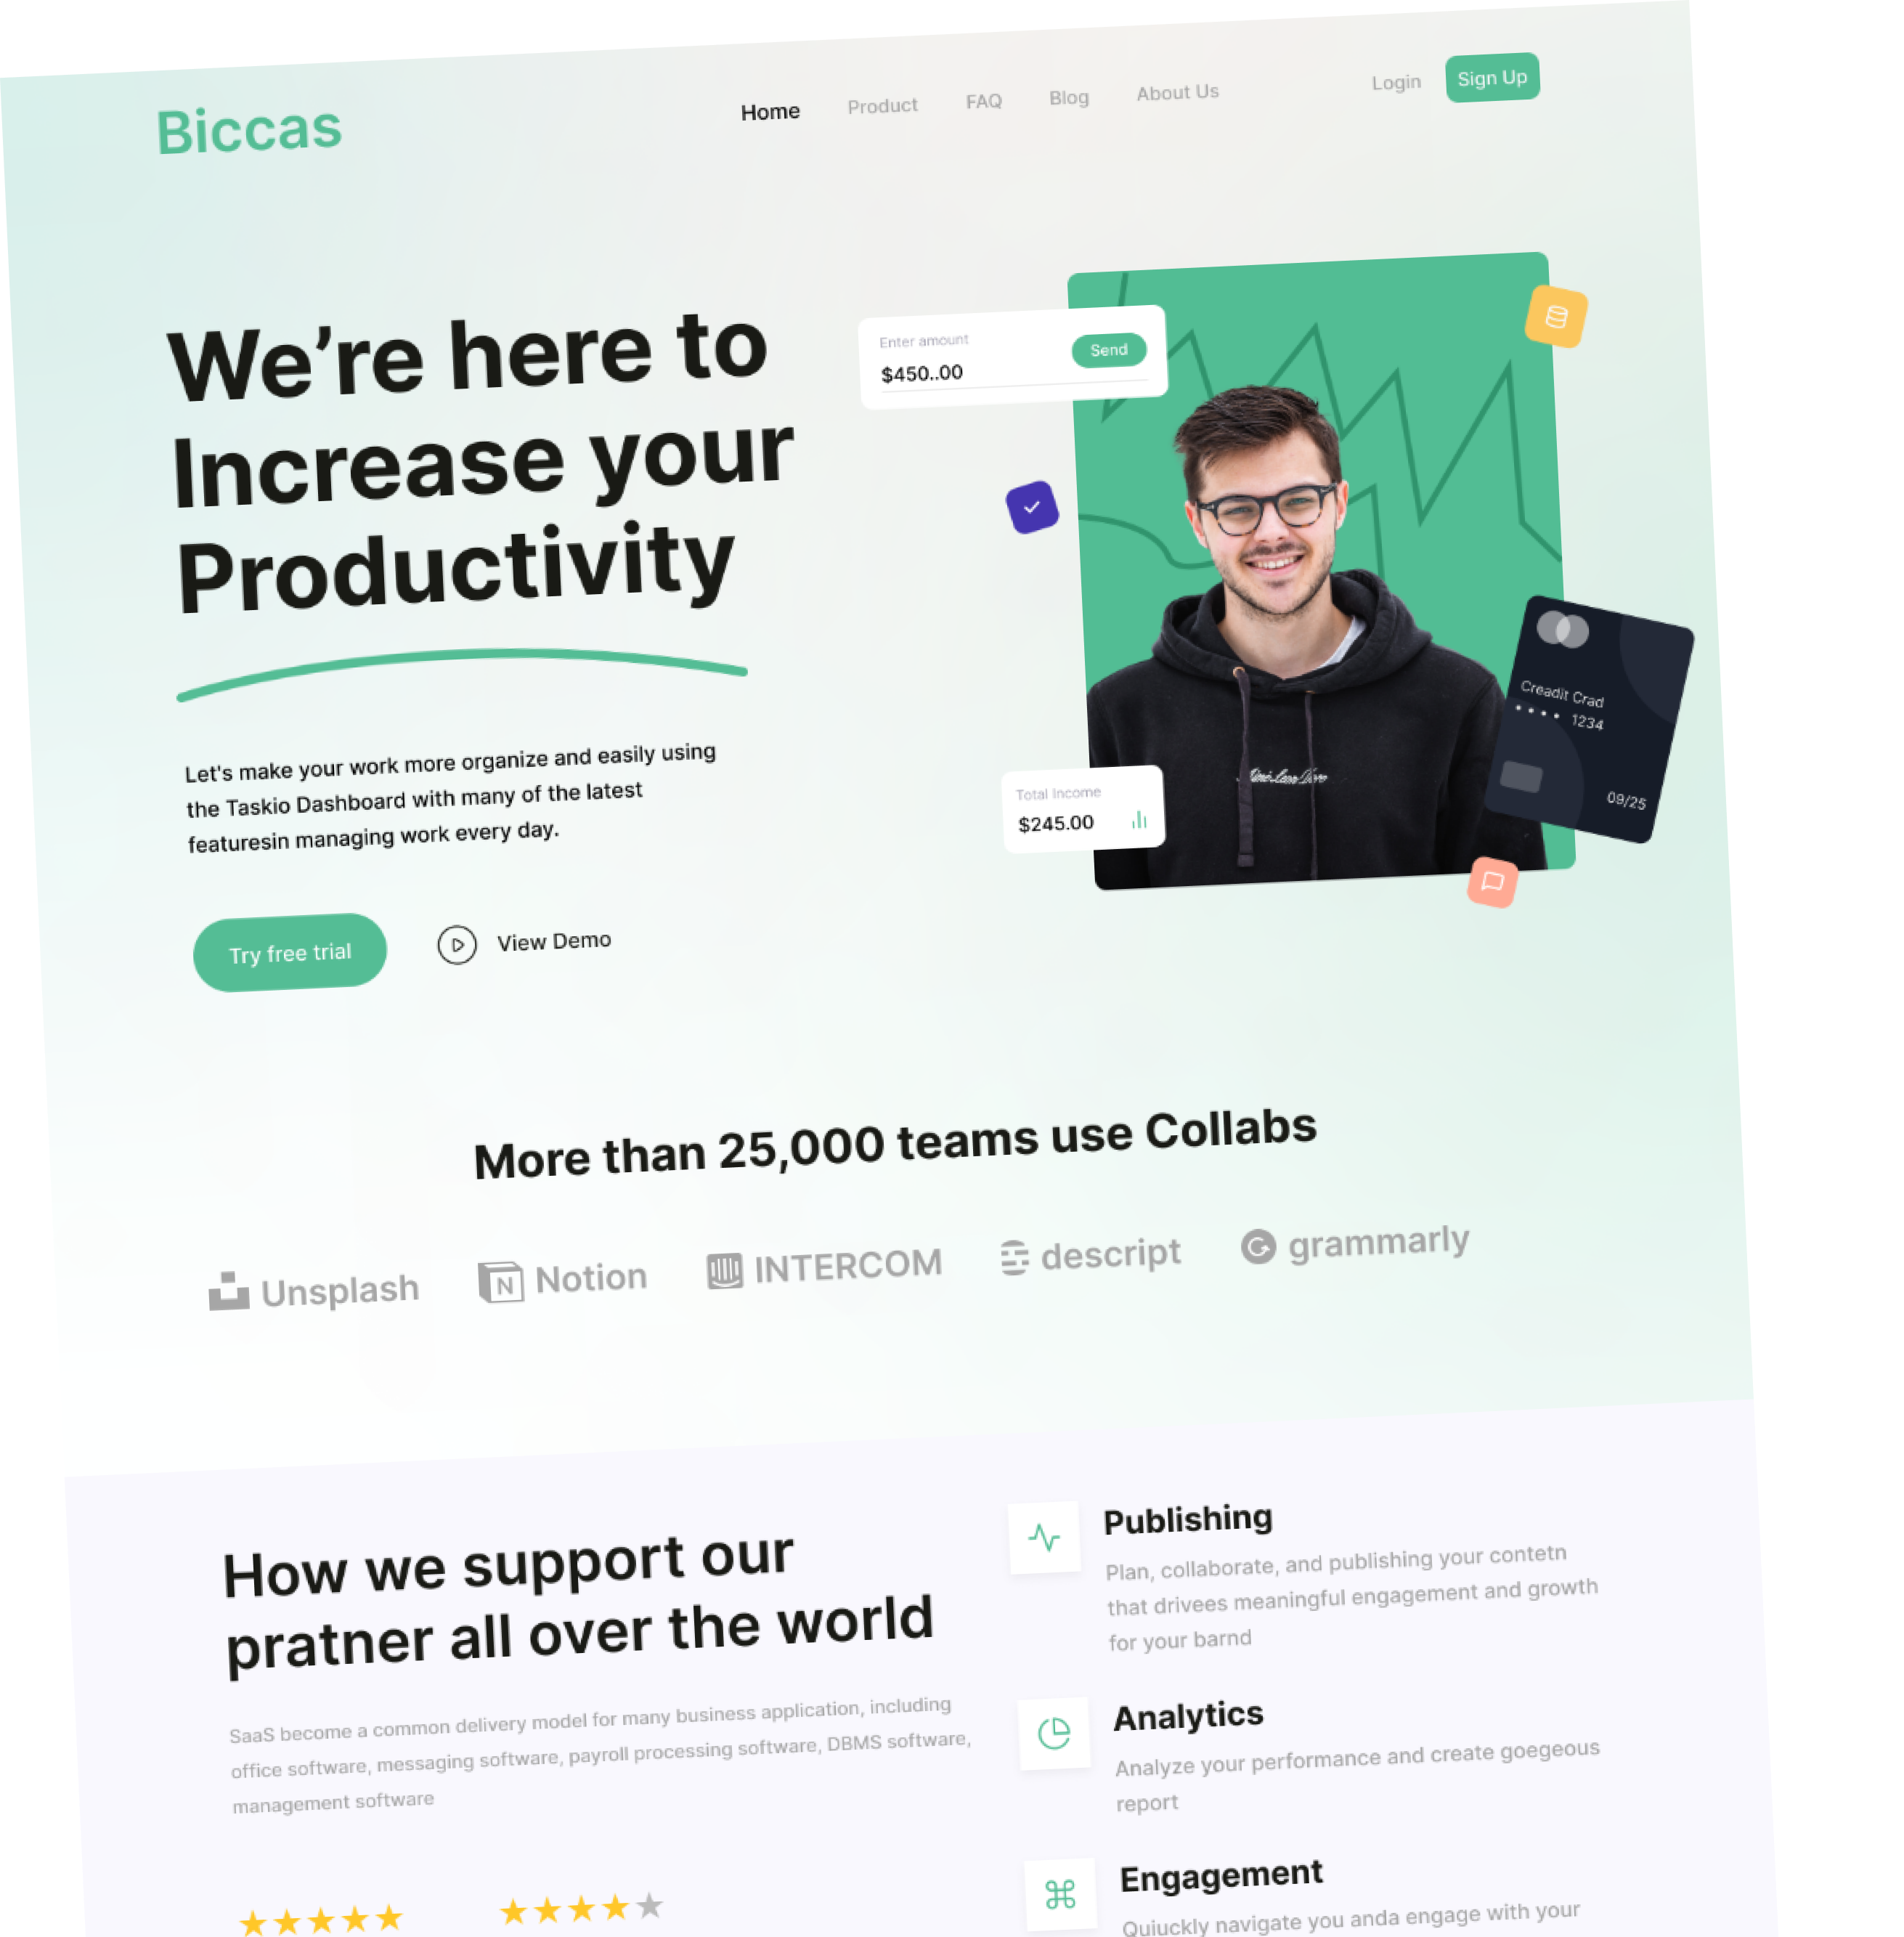 Biccas
Home
Product
FAQ
Blog
About Us
Login
Sign Up
We’re here to
Increase your
Productivity
Let's make your work more organize and easily using
the Taskio Dashboard with many of the latest
featuresin managing work every day.
Try free trial
View Demo
Enter amount
$450..00
Send
Creadit Crad
•••• 1234
09/25
Total Income
$245.00
More than 25,000 teams use Collabs
Unsplash
Notion
INTERCOM
descript
grammarly
How we support our
pratner all over the world
SaaS become a common delivery model for many business application, including
office software, messaging software, payroll processing software, DBMS software,
management software
Publishing
Plan, collaborate, and publishing your contetn
that drivees meaningful engagement and growth
for your barnd
Analytics
Analyze your performance and create goegeous
report
Engagement
Quiuckly navigate you anda engage with your